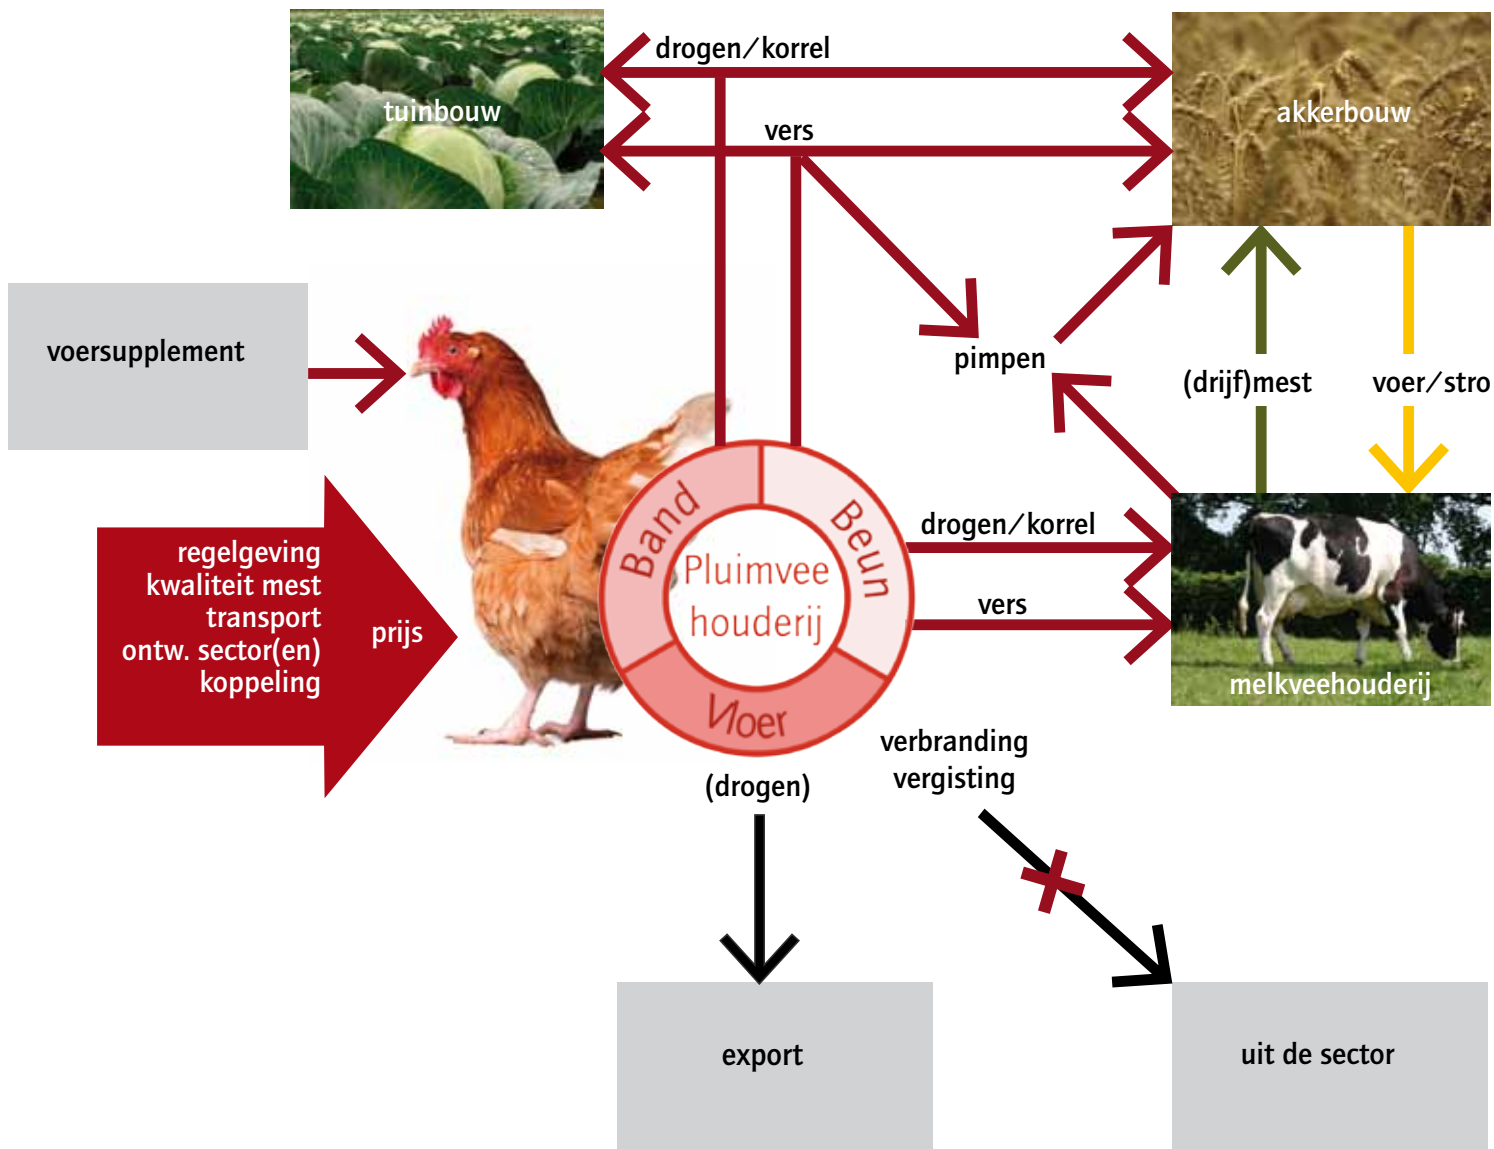 drogen/korrel
tuinbouw
akkerbouw
vers
voersupplement
pimpen
(drijf)mest
voer/stro
Band
Beun
drogen/korrel
Pluimvee
houderij
vers
regelgeving
kwaliteit mest
transport
ontw. sector(en)
koppeling
prijs
melkveehouderij
Vloer
verbranding
vergisting
(drogen)
export
uit de sector